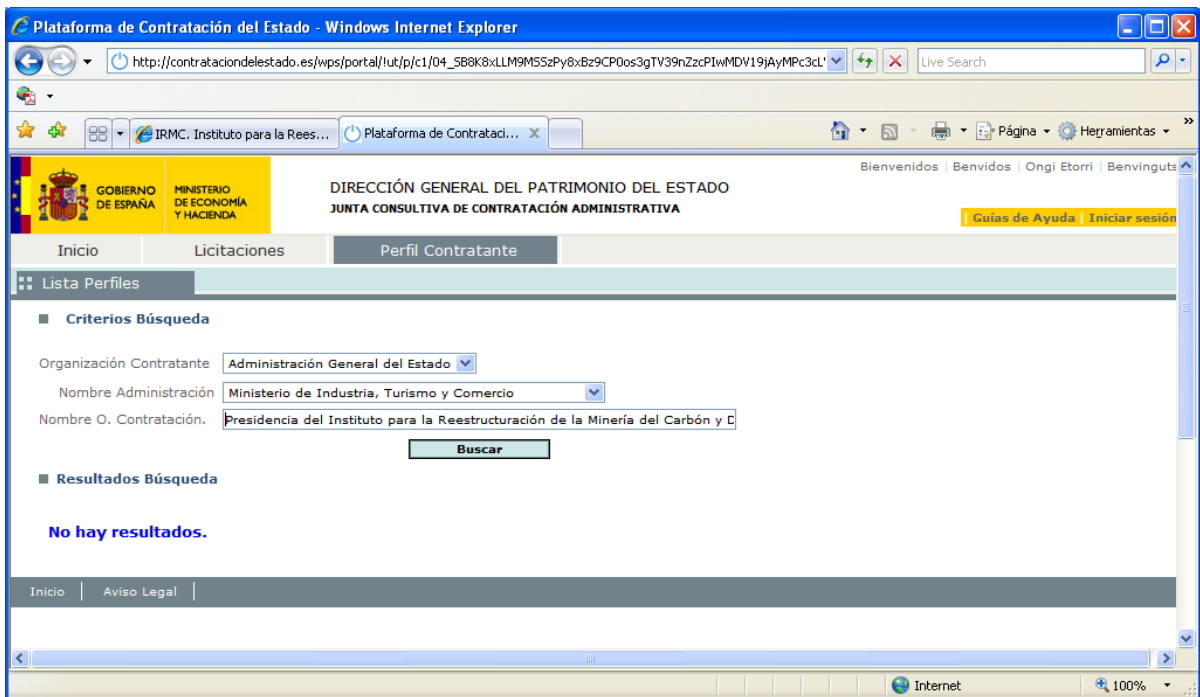 Plataforma de Contratación del Estado - Windows Internet Explorer
http://contrataciondelestado.es/wps/portal/!ut/p/c1/04_SB8K8xLLM9MSSzPy8xBz9CP0os3gTV39nZzcPIwMDV19jAyMPc3cL'
Live Search
IRMC. Instituto para la Rees...
Plataforma de Contrataci...
Página
Herramientas
Bienvenidos | Benvidos | Ongi Etorri | Benvinguts
GOBIERNO DE ESPAÑA
MINISTERIO DE ECONOMÍA Y HACIENDA
DIRECCIÓN GENERAL DEL PATRIMONIO DEL ESTADO
JUNTA CONSULTIVA DE CONTRATACIÓN ADMINISTRATIVA
| Guías de Ayuda | Iniciar sesión
Inicio Licitaciones Perfil Contratante
Lista Perfiles
Criterios Búsqueda
Organización Contratante Administración General del Estado
Nombre Administración Ministerio de Industria, Turismo y Comercio
Nombre O. Contratación. Presidencia del Instituto para la Reestructuración de la Minería del Carbón y D
Buscar
Resultados Búsqueda
No hay resultados.
Inicio | Aviso Legal |
Internet 100%